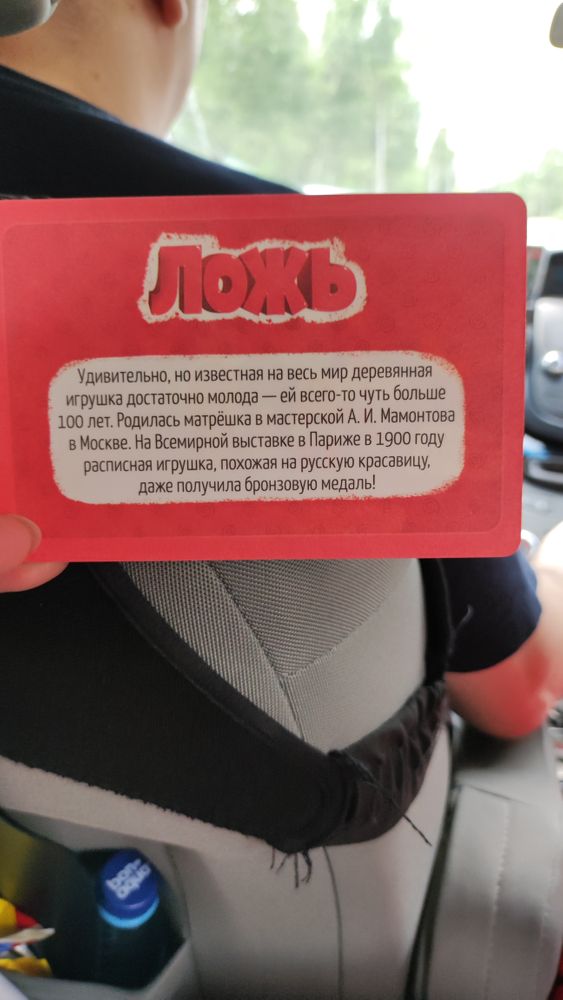 Ложь
Удивительно, но известная на весь мир деревянная
игрушка достаточно молода — ей всего-то чуть больше
100 лет. Родилась матрёшка в мастерской А. И. Мамонтова
в Москве. На Всемирной выставке в Париже в 1900 году
расписная игрушка, похожая на русскую красавицу,
даже получила бронзовую медаль!
bon
aqua